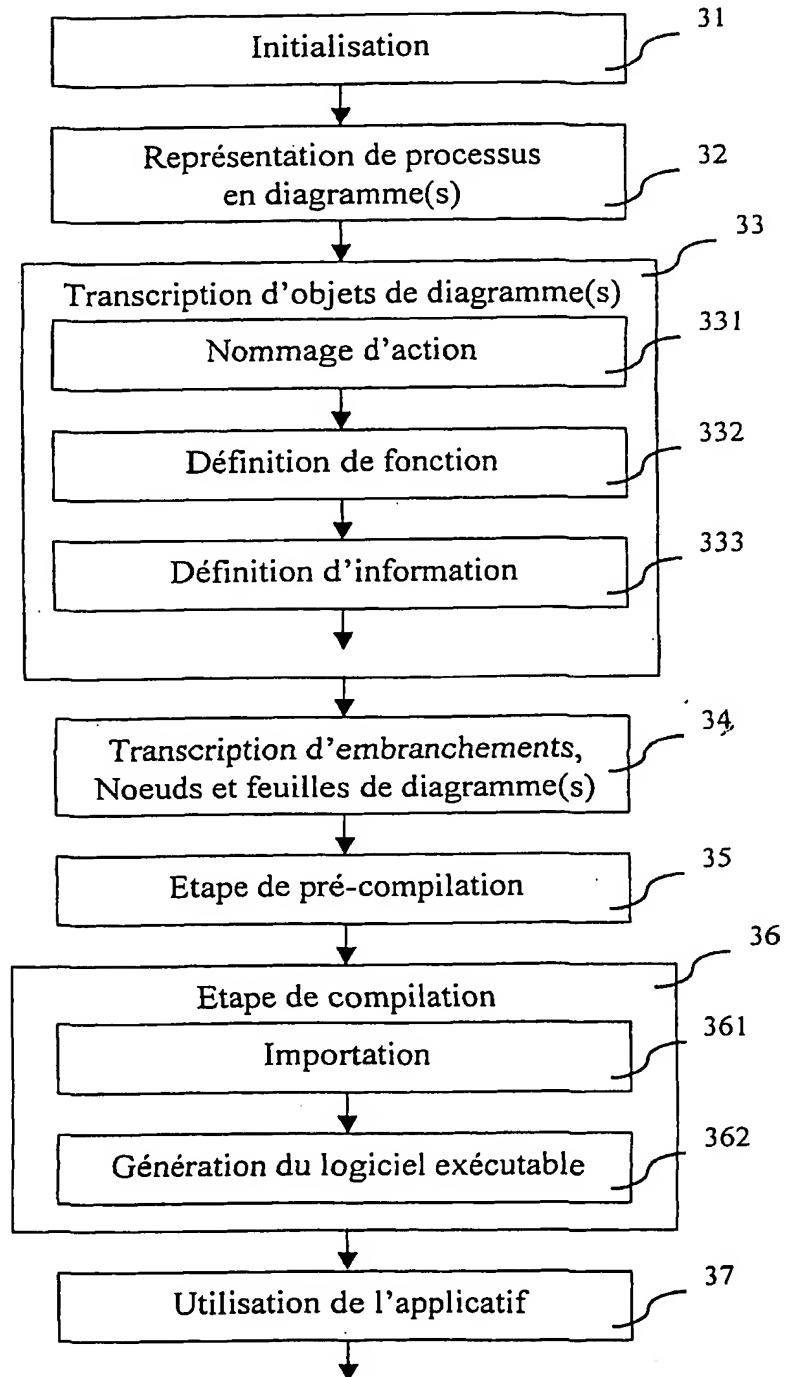 31
Initialisation
32
Représentation de processus
en diagramme(s)
33
Transcription d'objets de diagramme(s)
331
Nommage d'action
332
Définition de fonction
333
Définition d'information
34
Transcription d'embranchements,
Noeuds et feuilles de diagramme(s)
35
Etape de pré-compilation
36
Etape de compilation
361
Importation
362
Génération du logiciel exécutable
37
Utilisation de l'applicatif